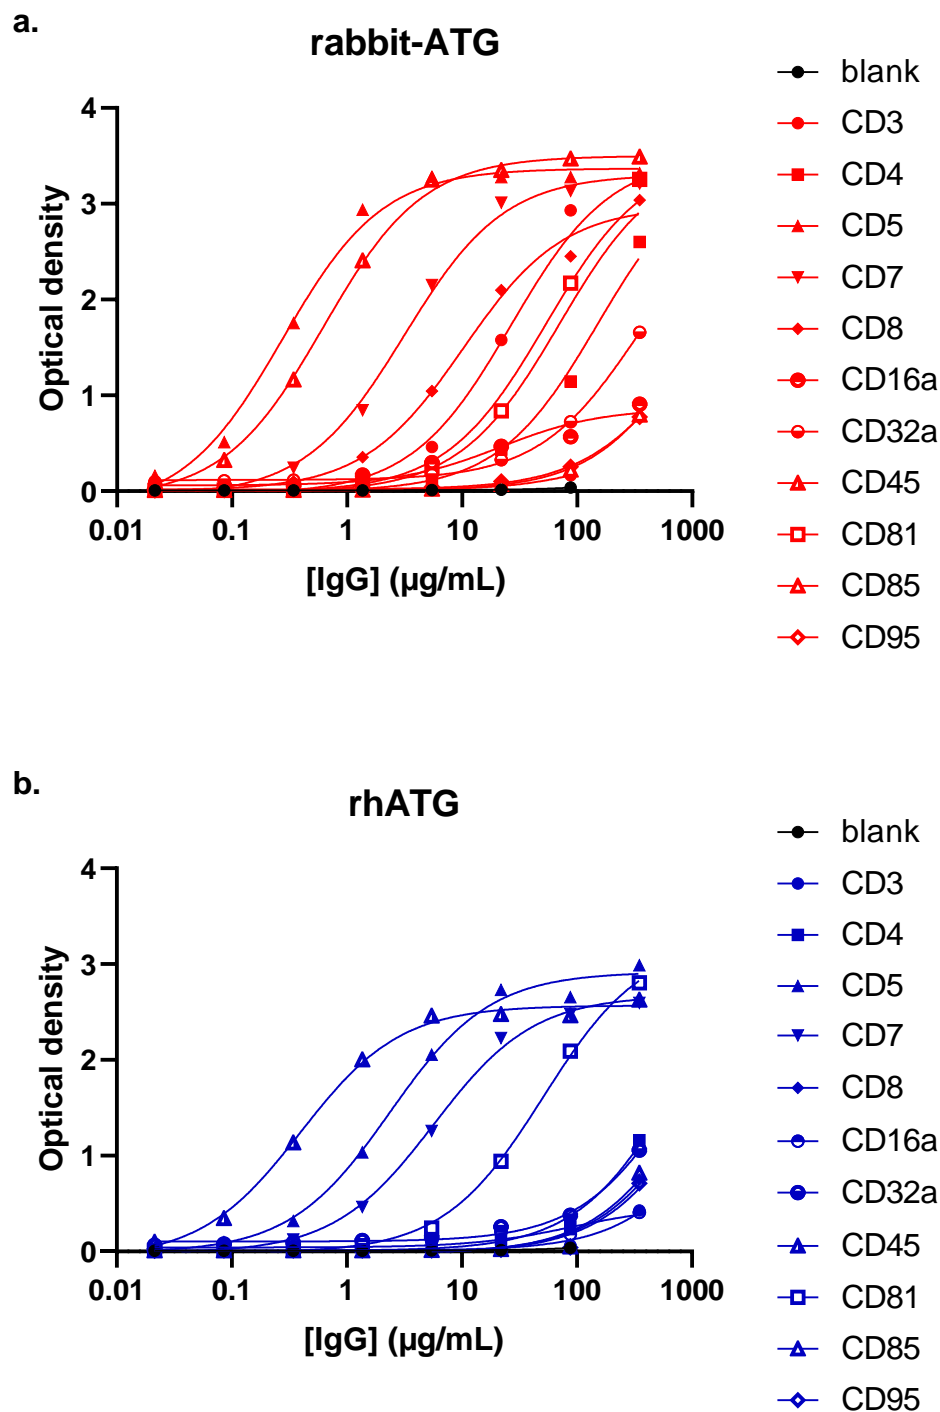 a.
rabbit-ATG
Optical density
4
3
2
1
0
0.01 0.1 1 10 100 1000
[IgG] (µg/mL)
blank
CD3
CD4
CD5
CD7
CD8
CD16a
CD32a
CD45
CD81
CD85
CD95
b.
rhATG
Optical density
4
3
2
1
0
0.01 0.1 1 10 100 1000
[IgG] (µg/mL)
blank
CD3
CD4
CD5
CD7
CD8
CD16a
CD32a
CD45
CD81
CD85
CD95